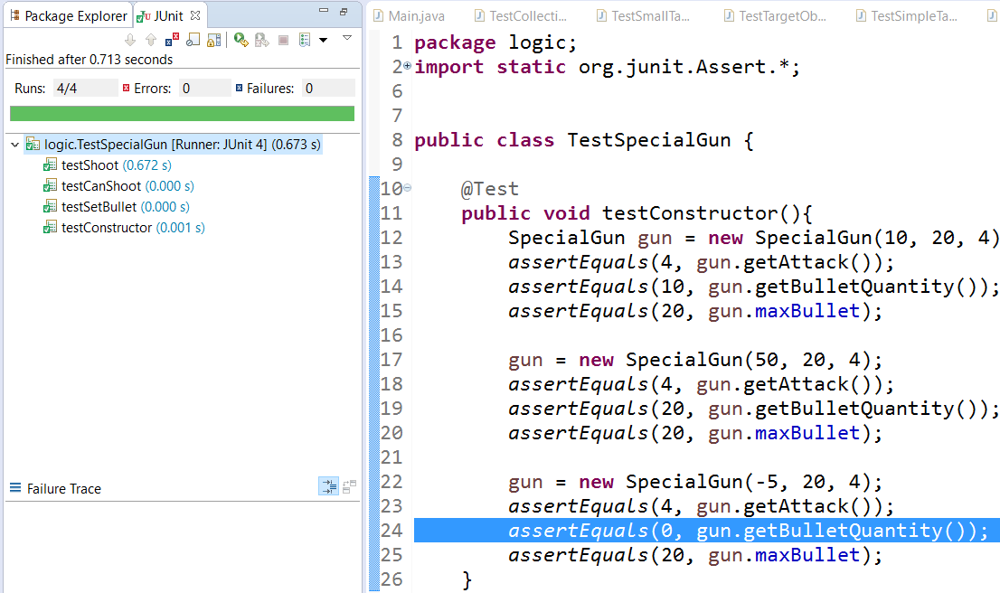 Package Explorer JUnit
Finished after 0.713 seconds
Runs: 4/4 Errors: 0 Failures: 0
logic.TestSpecialGun [Runner: JUnit 4] (0.673 s)
testShoot (0.672 s)
testCanShoot (0.000 s)
testSetBullet (0.000 s)
testConstructor (0.001 s)
Failure Trace
Main.java TestCollecti... TestSmallTa... TestTargetOb... TestSimpleTa...
1 package logic;
2 import static org.junit.Assert.*;
6
7
8 public class TestSpecialGun {
9
10 @Test
11 public void testConstructor(){
12 SpecialGun gun = new SpecialGun(10, 20, 4)
13 assertEquals(4, gun.getAttack());
14 assertEquals(10, gun.getBulletQuantity());
15 assertEquals(20, gun.maxBullet);
16
17 gun = new SpecialGun(50, 20, 4);
18 assertEquals(4, gun.getAttack());
19 assertEquals(20, gun.getBulletQuantity());
20 assertEquals(20, gun.maxBullet);
21
22 gun = new SpecialGun(-5, 20, 4);
23 assertEquals(4, gun.getAttack());
24 assertEquals(0, gun.getBulletQuantity());
25 assertEquals(20, gun.maxBullet);
26 }